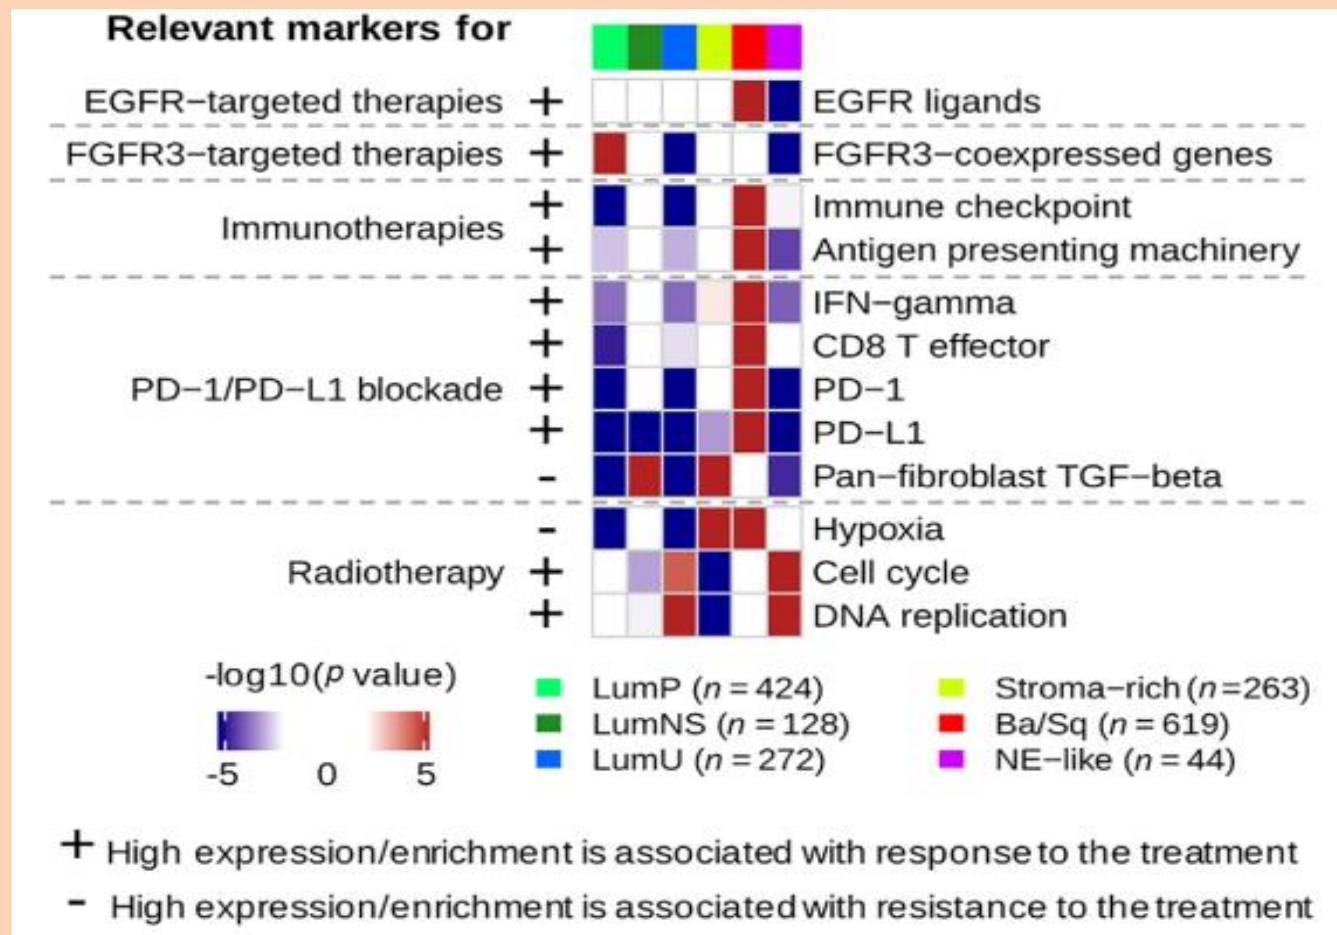 Relevant markers for
EGFR−targeted therapies + EGFR ligands
FGFR3−targeted therapies + FGFR3−coexpressed genes
Immunotherapies
+ Immune checkpoint
+ Antigen presenting machinery
PD−1/PD−L1 blockade
+ IFN−gamma
+ CD8 T effector
+ PD−1
+ PD−L1
- Pan−fibroblast TGF−beta
Radiotherapy
- Hypoxia
+ Cell cycle
+ DNA replication
-log10(p value)
-5 0 5
LumP (n = 424)
LumNS (n = 128)
LumU (n = 272)
Stroma−rich (n =263)
Ba/Sq (n = 619)
NE−like (n = 44)
+ High expression/enrichment is associated with response to the treatment
- High expression/enrichment is associated with resistance to the treatment